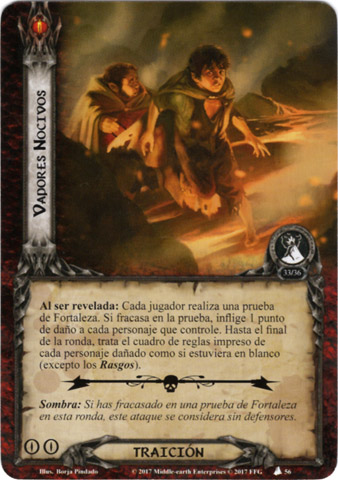 VAPORES NOCIVOS
33/36
Al ser revelada: Cada jugador realiza una prueba
de Fortaleza. Si fracasa en la prueba, inflige 1 punto
de daño a cada personaje que controle. Hasta el final
de la ronda, trata el cuadro de reglas impreso de
cada personaje dañado como si estuviera en blanco
(excepto los Rasgos).
Sombra: Si has fracasado en una prueba de Fortaleza
en esta ronda, este ataque se considera sin defensores.
TRAICIÓN
Illus. Borja Pindado © 2017 Middle-earth Enterprises © 2017 FFG 56